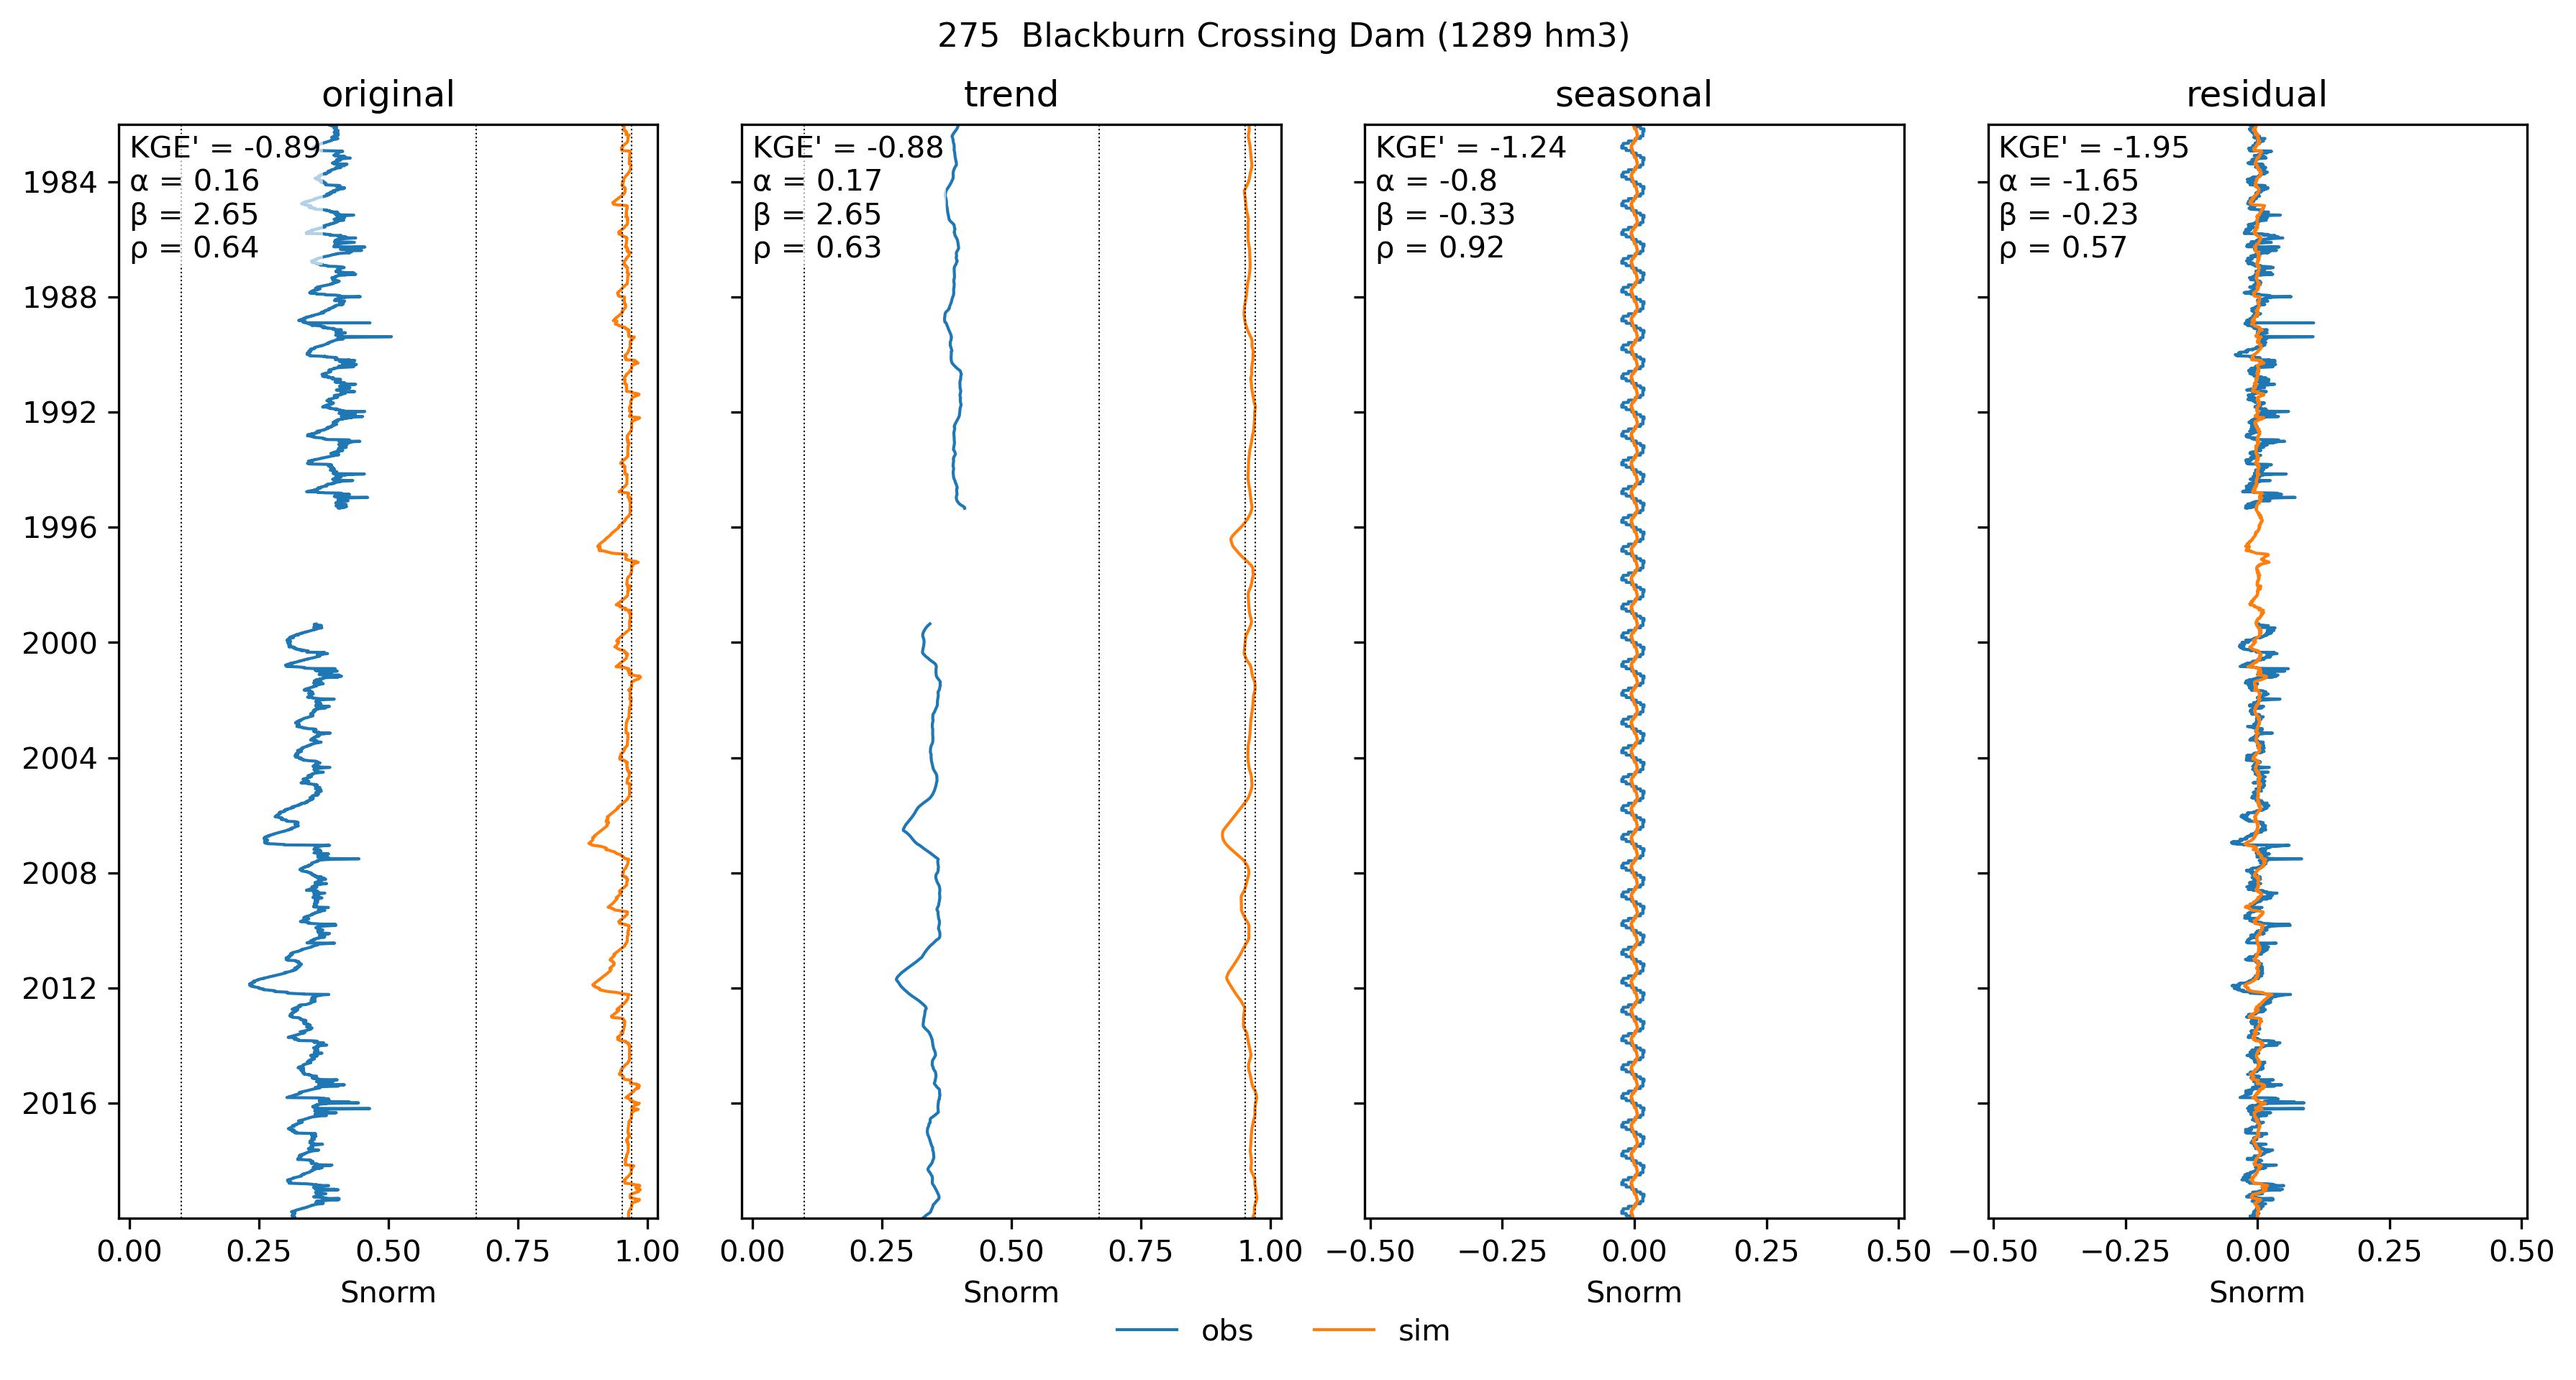 275  Blackburn Crossing Dam (1289 hm3)
original
trend
seasonal
residual
KGE' = -0.89
α = 0.16
β = 2.65
ρ = 0.64
KGE' = -0.88
α = 0.17
β = 2.65
ρ = 0.63
KGE' = -1.24
α = -0.8
β = -0.33
ρ = 0.92
KGE' = -1.95
α = -1.65
β = -0.23
ρ = 0.57
1984
1988
1992
1996
2000
2004
2008
2012
2016
0.00 0.25 0.50 0.75 1.00
0.00 0.25 0.50 0.75 1.00
−0.50 −0.25 0.00 0.25 0.50
−0.50 −0.25 0.00 0.25 0.50
Snorm
Snorm
Snorm
Snorm
obs
sim